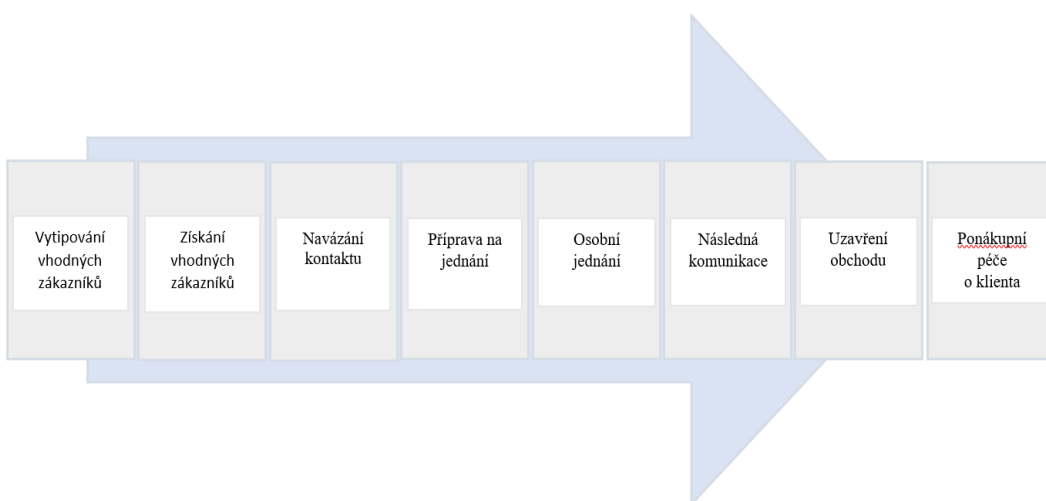 Vytipování
vhodných
zákazníků
Získání
vhodných
zákazníků
Navázání
kontaktu
Příprava na
jednání
Osobní
jednání
Následná
komunikace
Uzavření
obchodu
Ponákupní
péče
o klienta